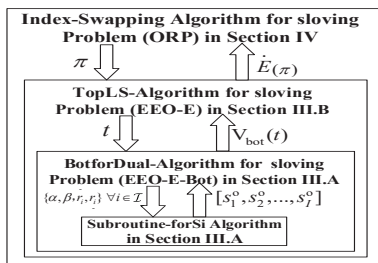 Index-Swapping Algorithm for sloving
Problem (ORP) in Section IV
π Ė(π)
TopLS-Algorithm for sloving
Problem (EEO-E) in Section III.B
t V_bot(t)
BotforDual-Algorithm for sloving
Problem (EEO-E-Bot) in Section III.A
{α,β,r_i,r_i} ∀i∈I [s_1^o,s_2^o,...,s_I^o]
Subroutine-forSi Algorithm
in Section III.A